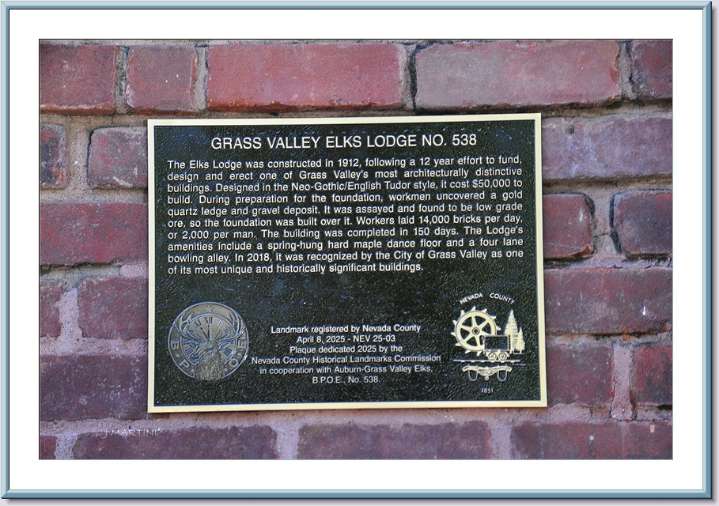 GRASS VALLEY ELKS LODGE NO. 538
The Elks Lodge was constructed in 1912, following a 12 year effort to fund,
design and erect one of Grass Valley's most architecturally distinctive
buildings. Designed in the Neo-Gothic/English Tudor style, it cost $50,000 to
build. During preparation for the foundation, workmen uncovered a gold
quartz ledge and gravel deposit. It was assayed and found to be low grade
ore, so the foundation was built over it. Workers laid 14,000 bricks per day,
or 2,000 per man. The building was completed in 150 days. The Lodge's
amenities include a spring-hung hard maple dance floor and a four lane
bowling alley. In 2018, it was recognized by the City of Grass Valley as one
of its most unique and historically significant buildings.
Landmark registered by Nevada County
April 8, 2025 - NEV 25-03
Plaque dedicated 2025 by the
Nevada County Historical Landmarks Commission
in cooperation with Auburn-Grass Valley Elks,
B.P.O.E., No. 538.
B P O E
NEVADA COUNTY
1851
J.MARTINI